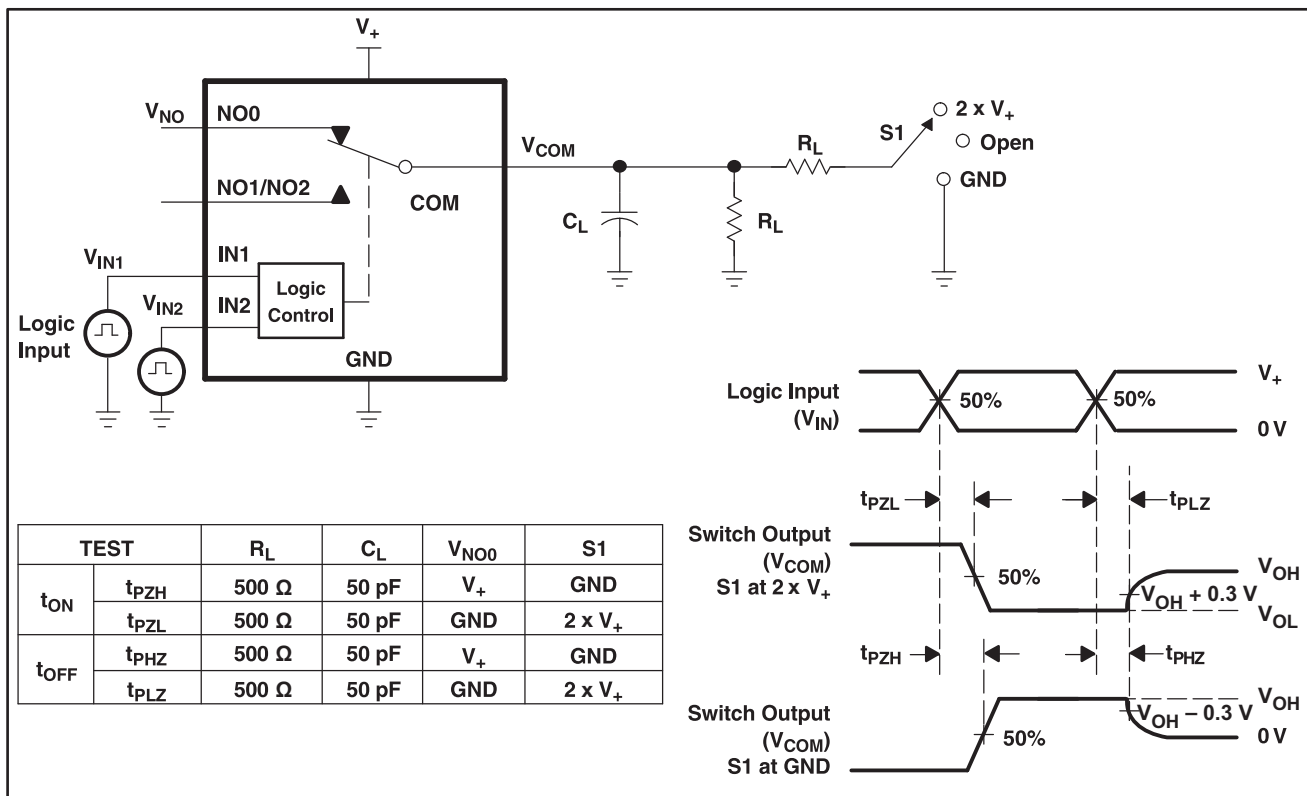 V+
VNO NO0
NO1/NO2
COM
VCOM
CL
RL
RL
S1
2 x V+
Open
GND
VIN1
IN1
VIN2
IN2
Logic
Control
Logic
Input
GND
Logic Input
(VIN)
50%
50%
V+
0 V
tPZL
tPLZ
Switch Output
(VCOM)
S1 at 2 x V+
50%
VOH
VOH + 0.3 V
VOL
tPZH
tPHZ
Switch Output
(VCOM)
S1 at GND
50%
VOH
VOH – 0.3 V
0 V
TEST RL CL VNO0 S1
tON tPZH 500 Ω 50 pF V+ GND
tPZL 500 Ω 50 pF GND 2 x V+
tOFF tPHZ 500 Ω 50 pF V+ GND
tPLZ 500 Ω 50 pF GND 2 x V+